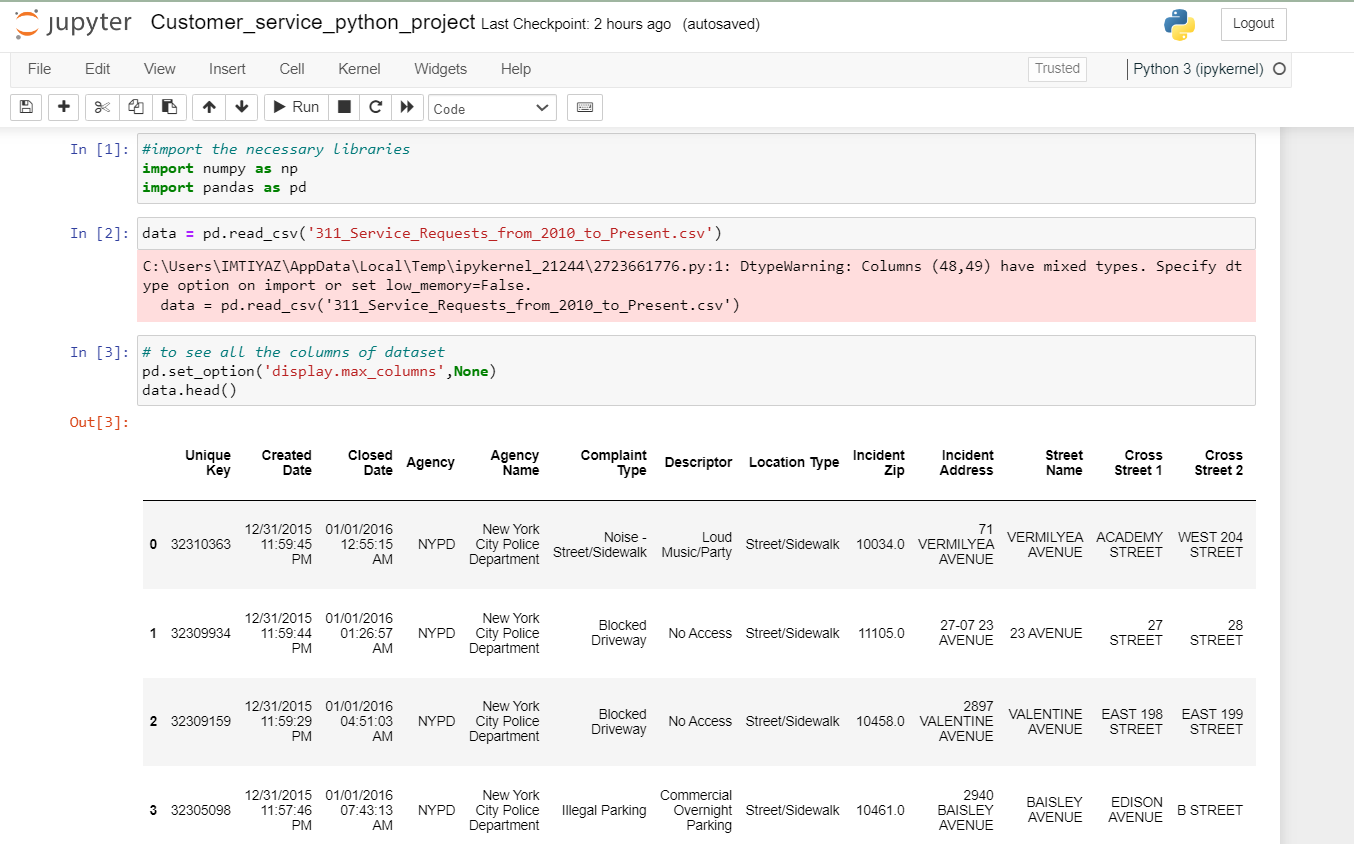 jupyter Customer_service_python_project Last Checkpoint: 2 hours ago (autosaved) Logout
File Edit View Insert Cell Kernel Widgets Help Trusted Python 3 (ipykernel)
Run Code
In [1]: #import the necessary libraries
import numpy as np
import pandas as pd
In [2]: data = pd.read_csv('311_Service_Requests_from_2010_to_Present.csv')
C:\Users\IMTIYAZ\AppData\Local\Temp\ipykernel_21244\2723661776.py:1: DtypeWarning: Columns (48,49) have mixed types. Specify dt
ype option on import or set low_memory=False.
data = pd.read_csv('311_Service_Requests_from_2010_to_Present.csv')
In [3]: # to see all the columns of dataset
pd.set_option('display.max_columns',None)
data.head()
Out[3]:
Unique Created Closed Agency Agency Complaint Descriptor Location Type Incident Incident Street Cross Cross
Key Date Date Name Type Zip Address Name Street 1 Street 2
12/31/2015 01/01/2016 New York 71
0 32310363 11:59:45 12:55:15 NYPD City Police Noise - Loud Street/Sidewalk 10034.0 VERMILYEA VERMILYEA ACADEMY WEST 204
PM AM Department Street/Sidewalk Music/Party AVENUE AVENUE STREET STREET
12/31/2015 01/01/2016 New York
1 32309934 11:59:44 01:26:57 NYPD City Police Blocked No Access Street/Sidewalk 11105.0 27-07 23 23 AVENUE 27 28
PM AM Department Driveway AVENUE STREET STREET
12/31/2015 01/01/2016 New York 2897
2 32309159 11:59:29 04:51:03 NYPD City Police Blocked No Access Street/Sidewalk 10458.0 VALENTINE VALENTINE EAST 198 EAST 199
PM AM Department Driveway AVENUE AVENUE STREET STREET
12/31/2015 01/01/2016 New York Commercial 2940
3 32305098 11:57:46 07:43:13 NYPD City Police Illegal Parking Overnight Street/Sidewalk 10461.0 BAISLEY BAISLEY EDISON B STREET
PM AM Department Parking AVENUE AVENUE AVENUE